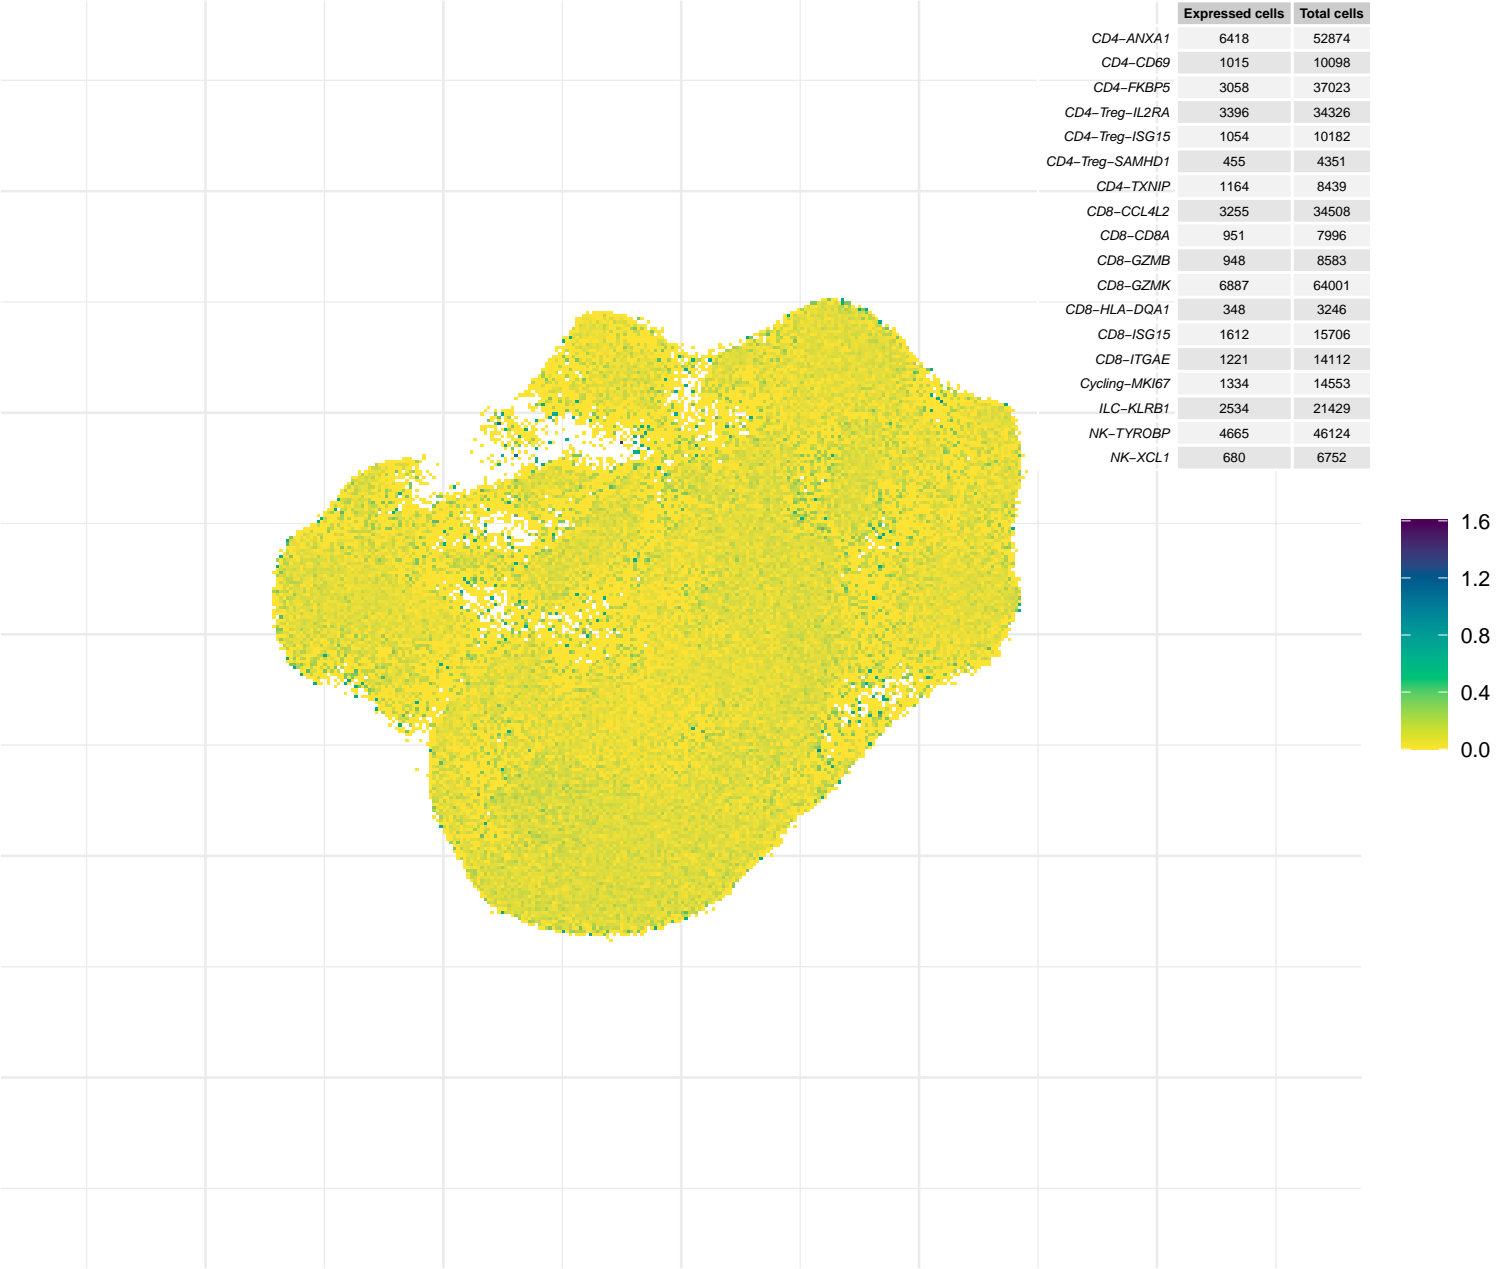 Expressed cells Total cells
CD4−ANXA1 6418 52874
CD4−CD69 1015 10098
CD4−FKBP5 3058 37023
CD4−Treg−IL2RA 3396 34326
CD4−Treg−ISG15 1054 10182
CD4−Treg−SAMHD1 455 4351
CD4−TXNIP 1164 8439
CD8−CCL4L2 3255 34508
CD8−CD8A 951 7996
CD8−GZMB 948 8583
CD8−GZMK 6887 64001
CD8−HLA−DQA1 348 3246
CD8−ISG15 1612 15706
CD8−ITGAE 1221 14112
Cycling−MKI67 1334 14553
ILC−KLRB1 2534 21429
NK−TYROBP 4665 46124
NK−XCL1 680 6752
1.6
1.2
0.8
0.4
0.0